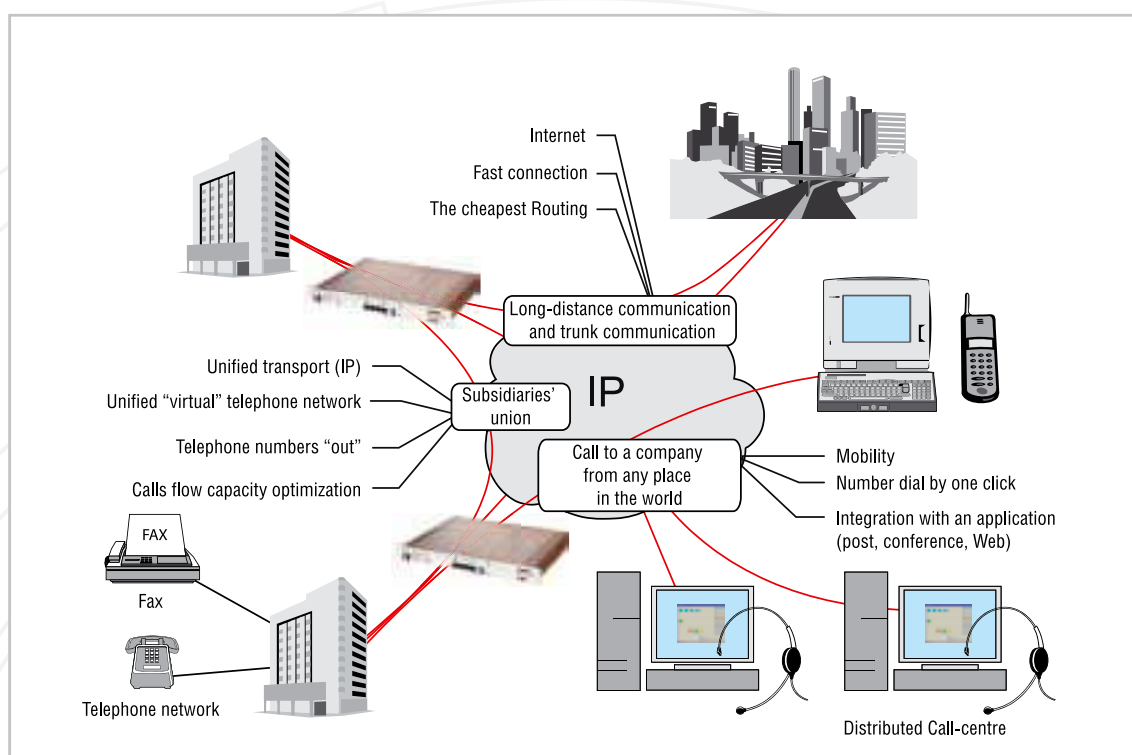 Internet
Fast connection
The cheapest Routing
Long-distance communication
and trunk communication
Unified transport (IP)
Unified “virtual” telephone network
Telephone numbers “out”
Calls flow capacity optimization
Subsidiaries’
union
IP
Call to a company
from any place
in the world
Mobility
Number dial by one click
Integration with an application
(post, conference, Web)
FAX
Fax
Telephone network
Distributed Call-centre